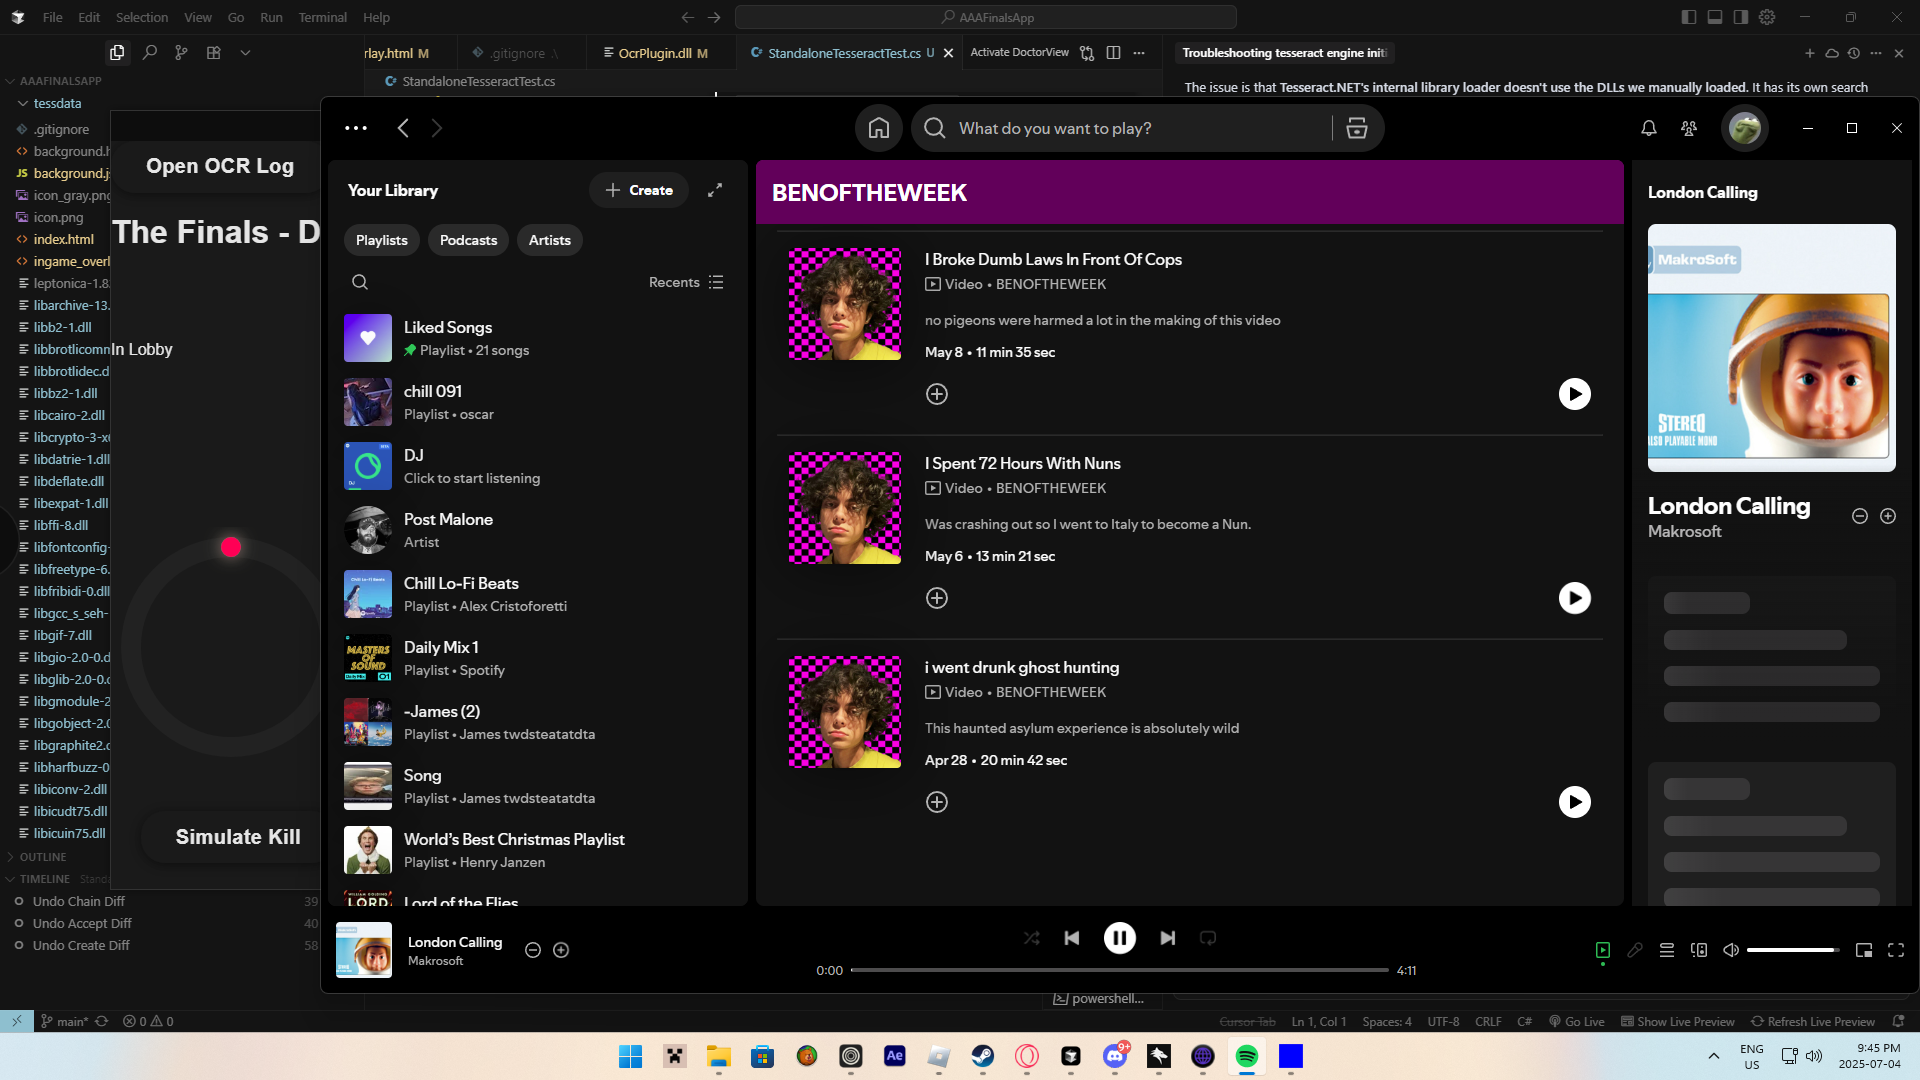 File Edit Selection View Go Run Terminal Help
AAAFinalsApp
rlay.html M
.gitignore
OcrPlugin.dll M
StandaloneTesseractTest.cs U
Activate DoctorView
Troubleshooting tesseract engine initi
AAAFINALSAPP
StandaloneTesseractTest.cs
The issue is that Tesseract.NET's internal library loader doesn't use the DLLs we manually loaded. It has its own search
tessdata
.gitignore
background.h
background.js
icon_gray.png
icon.png
index.html
ingame_overl
leptonica-1.8
libarchive-13.
libb2-1.dll
libbrotlicomm
libbrotlidec.d
libbz2-1.dll
libcairo-2.dll
libcrypto-3-x6
libdatrie-1.dll
libdeflate.dll
libexpat-1.dll
libffi-8.dll
libfontconfig-
libfreetype-6.
libfribidi-0.dll
libgcc_s_seh-
libgif-7.dll
libgio-2.0-0.d
libglib-2.0-0.d
libgmodule-2
libgobject-2.0
libgraphite2.d
libharfbuzz-0
libiconv-2.dll
libicudt75.dll
libicuin75.dll
OUTLINE
TIMELINE Standa
Undo Chain Diff 39
Undo Accept Diff 40
Undo Create Diff 58
Open OCR Log
The Finals - D
In Lobby
Simulate Kill
What do you want to play?
Your Library
Create
Playlists
Podcasts
Artists
Recents
Liked Songs
Playlist • 21 songs
chill 091
Playlist • oscar
DJ
Click to start listening
Post Malone
Artist
Chill Lo-Fi Beats
Playlist • Alex Cristoforetti
MASTERS OF SOUND
01
Daily Mix 1
Playlist • Spotify
-James (2)
Playlist • James twdsteatatdta
Song
Playlist • James twdsteatatdta
World's Best Christmas Playlist
Playlist • Henry Janzen
WILLIAM GOLDING
LORD
Lord of the Flies
BENOFTHEWEEK
I Broke Dumb Laws In Front Of Cops
Video • BENOFTHEWEEK
no pigeons were harmed a lot in the making of this video
May 8 • 11 min 35 sec
I Spent 72 Hours With Nuns
Video • BENOFTHEWEEK
Was crashing out so I went to Italy to become a Nun.
May 6 • 13 min 21 sec
i went drunk ghost hunting
Video • BENOFTHEWEEK
This haunted asylum experience is absolutely wild
Apr 28 • 20 min 42 sec
London Calling
MakroSoft
STEREO
ALSO PLAYABLE MONO
London Calling
Makrosoft
London Calling
Makrosoft
0:00
4:11
powershell...
main*
0
0
Cursor Tab
Ln 1, Col 1
Spaces: 4
UTF-8
CRLF
C#
Go Live
Show Live Preview
Refresh Live Preview
Ae
9+
ENG
US
9:45 PM
2025-07-04